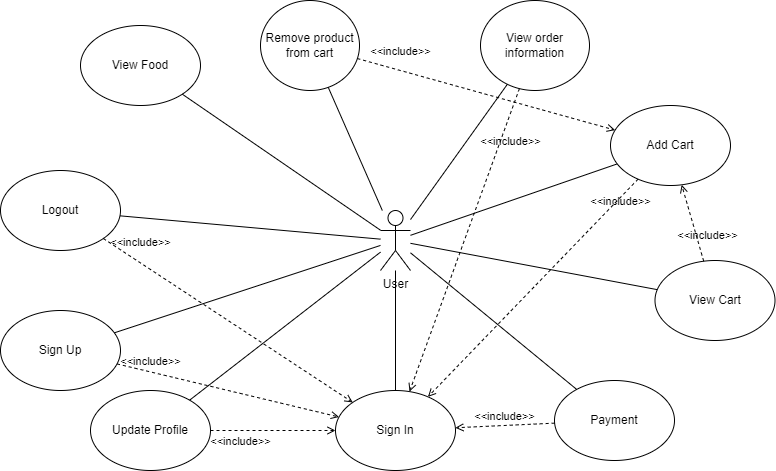 Remove product
from cart
View order
information
<<include>>
View Food
<<include>>
Add Cart
<<include>>
Logout
<<include>>
<<include>>
User
View Cart
Sign Up
<<include>>
<<include>>
Payment
Update Profile
Sign In
<<include>>